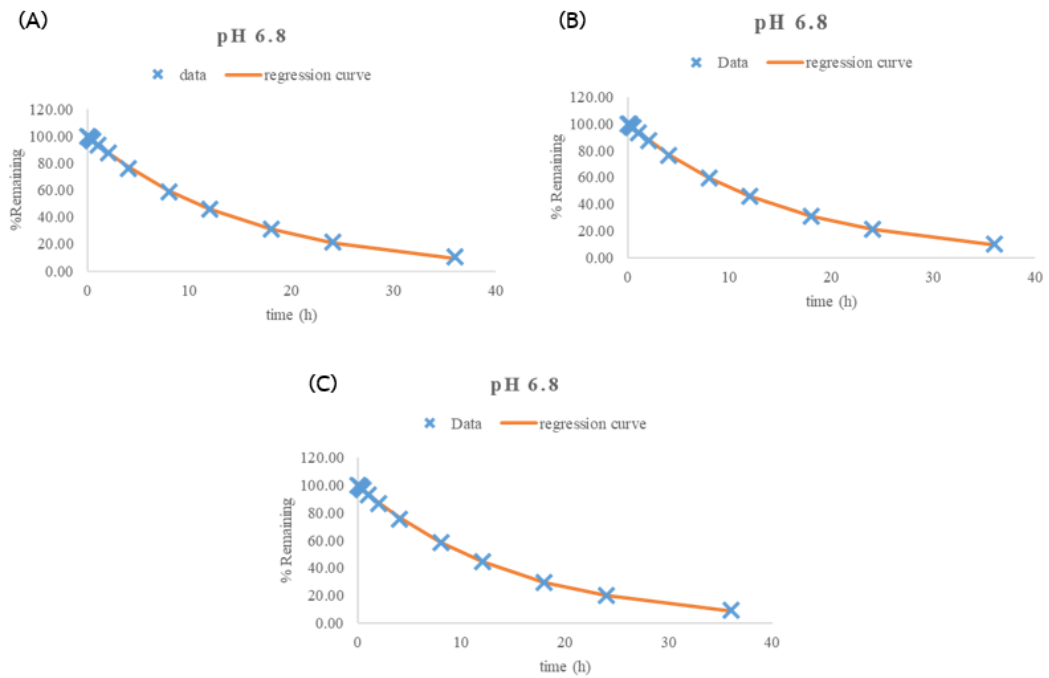 (A)
pH 6.8
data regression curve
%Remaining
120.00
100.00
80.00
60.00
40.00
20.00
0.00
0 10 20 30 40
time (h)
(B)
pH 6.8
Data regression curve
% Remaining
120.00
100.00
80.00
60.00
40.00
20.00
0.00
0 10 20 30 40
time (h)
(C)
pH 6.8
Data regression curve
% Remaining
120.00
100.00
80.00
60.00
40.00
20.00
0.00
0 10 20 30 40
time (h)